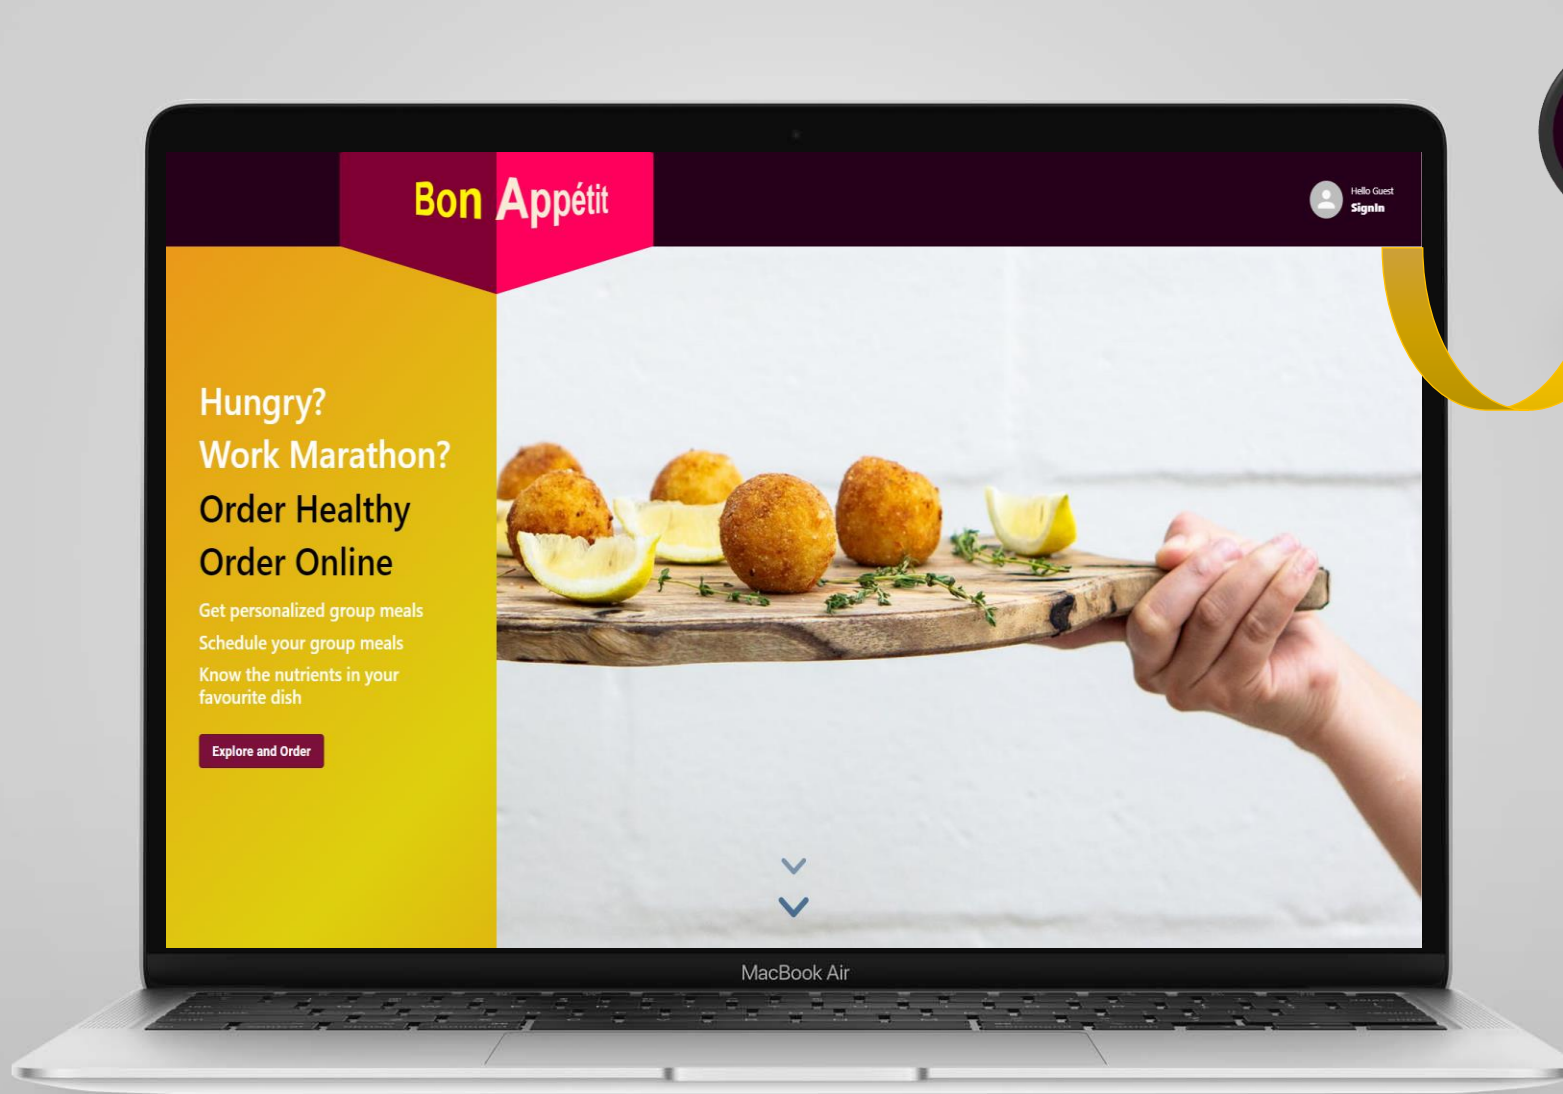 Bon Appétit
Hello Guest
SignIn
Hungry?
Work Marathon?
Order Healthy
Order Online
Get personalized group meals
Schedule your group meals
Know the nutrients in your
favourite dish
Explore and Order
MacBook Air